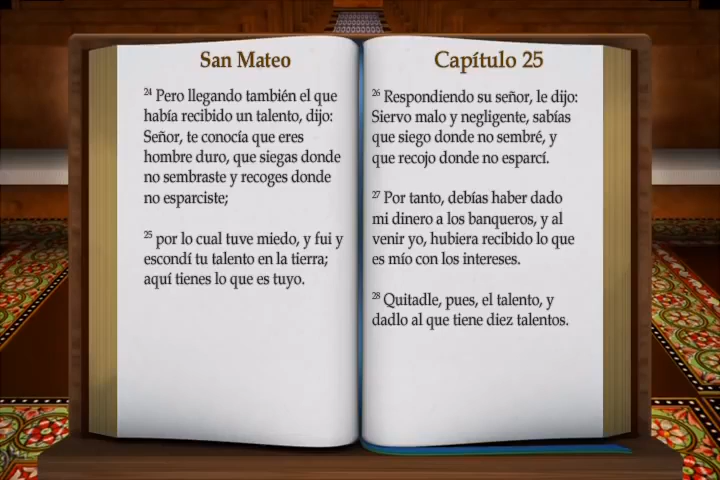 San Mateo
24 Pero llegando también el que
había recibido un talento, dijo:
Señor, te conocía que eres
hombre duro, que siegas donde
no sembraste y recoges donde
no esparciste;
25 por lo cual tuve miedo, y fui y
escondí tu talento en la tierra;
aquí tienes lo que es tuyo.
Capítulo 25
26 Respondiendo su señor, le dijo:
Siervo malo y negligente, sabías
que siego donde no sembré, y
que recojo donde no esparcí.
27 Por tanto, debías haber dado
mi dinero a los banqueros, y al
venir yo, hubiera recibido lo que
es mío con los intereses.
28 Quitadle, pues, el talento, y
dadlo al que tiene diez talentos.